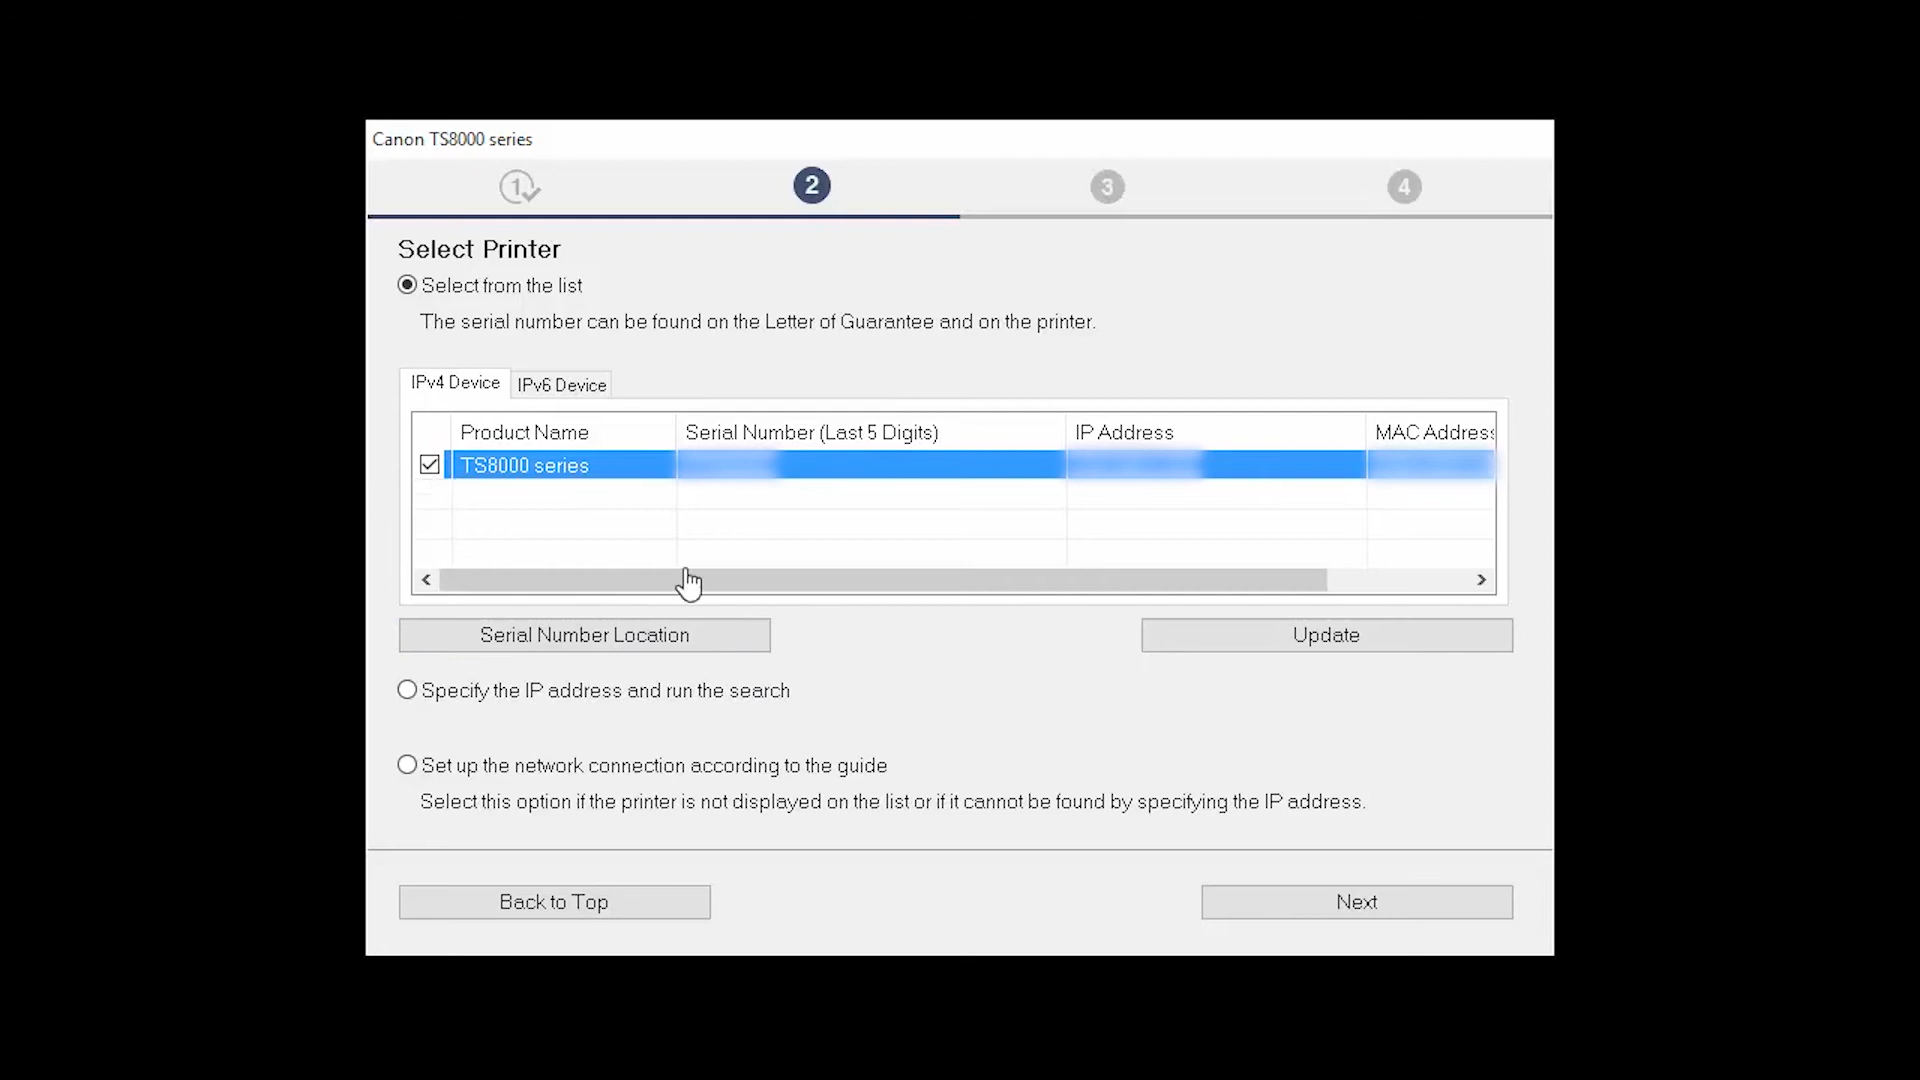 Canon TS8000 series
1 2 3 4
Select Printer
Select from the list
The serial number can be found on the Letter of Guarantee and on the printer.
IPv4 Device IPv6 Device
Product Name Serial Number (Last 5 Digits) IP Address MAC Address
TS8000 series
Serial Number Location Update
Specify the IP address and run the search
Set up the network connection according to the guide
Select this option if the printer is not displayed on the list or if it cannot be found by specifying the IP address.
Back to Top Next